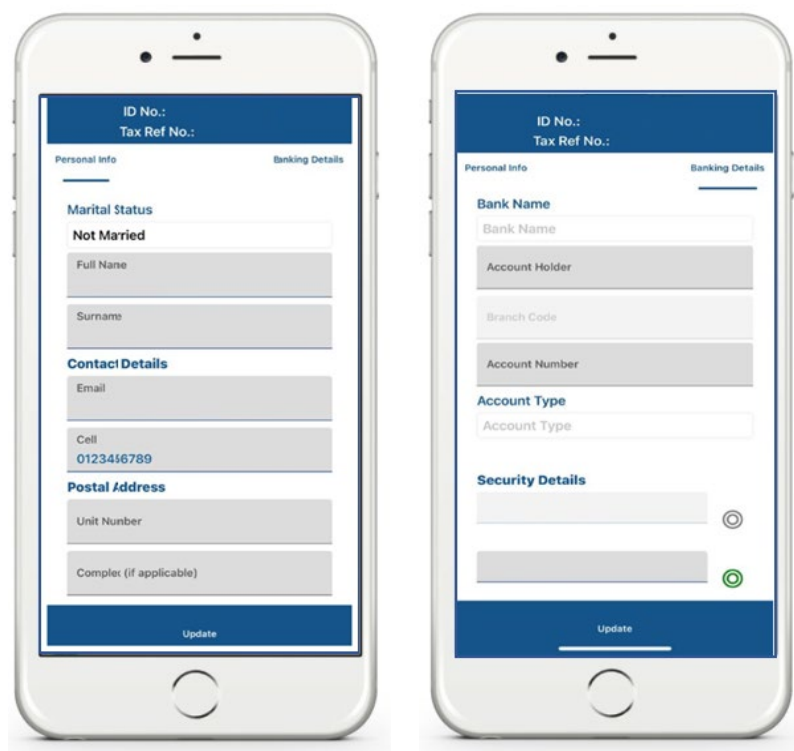 ID No.:
Tax Ref No.:
Personal Info
Banking Details
Marital Status
Not Married
Full Name
Surname
Contact Details
Email
Cell
0123456789
Postal Address
Unit Number
Complex (if applicable)
Update
ID No.:
Tax Ref No.:
Personal Info
Banking Details
Bank Name
Bank Name
Account Holder
Branch Code
Account Number
Account Type
Account Type
Security Details
Update